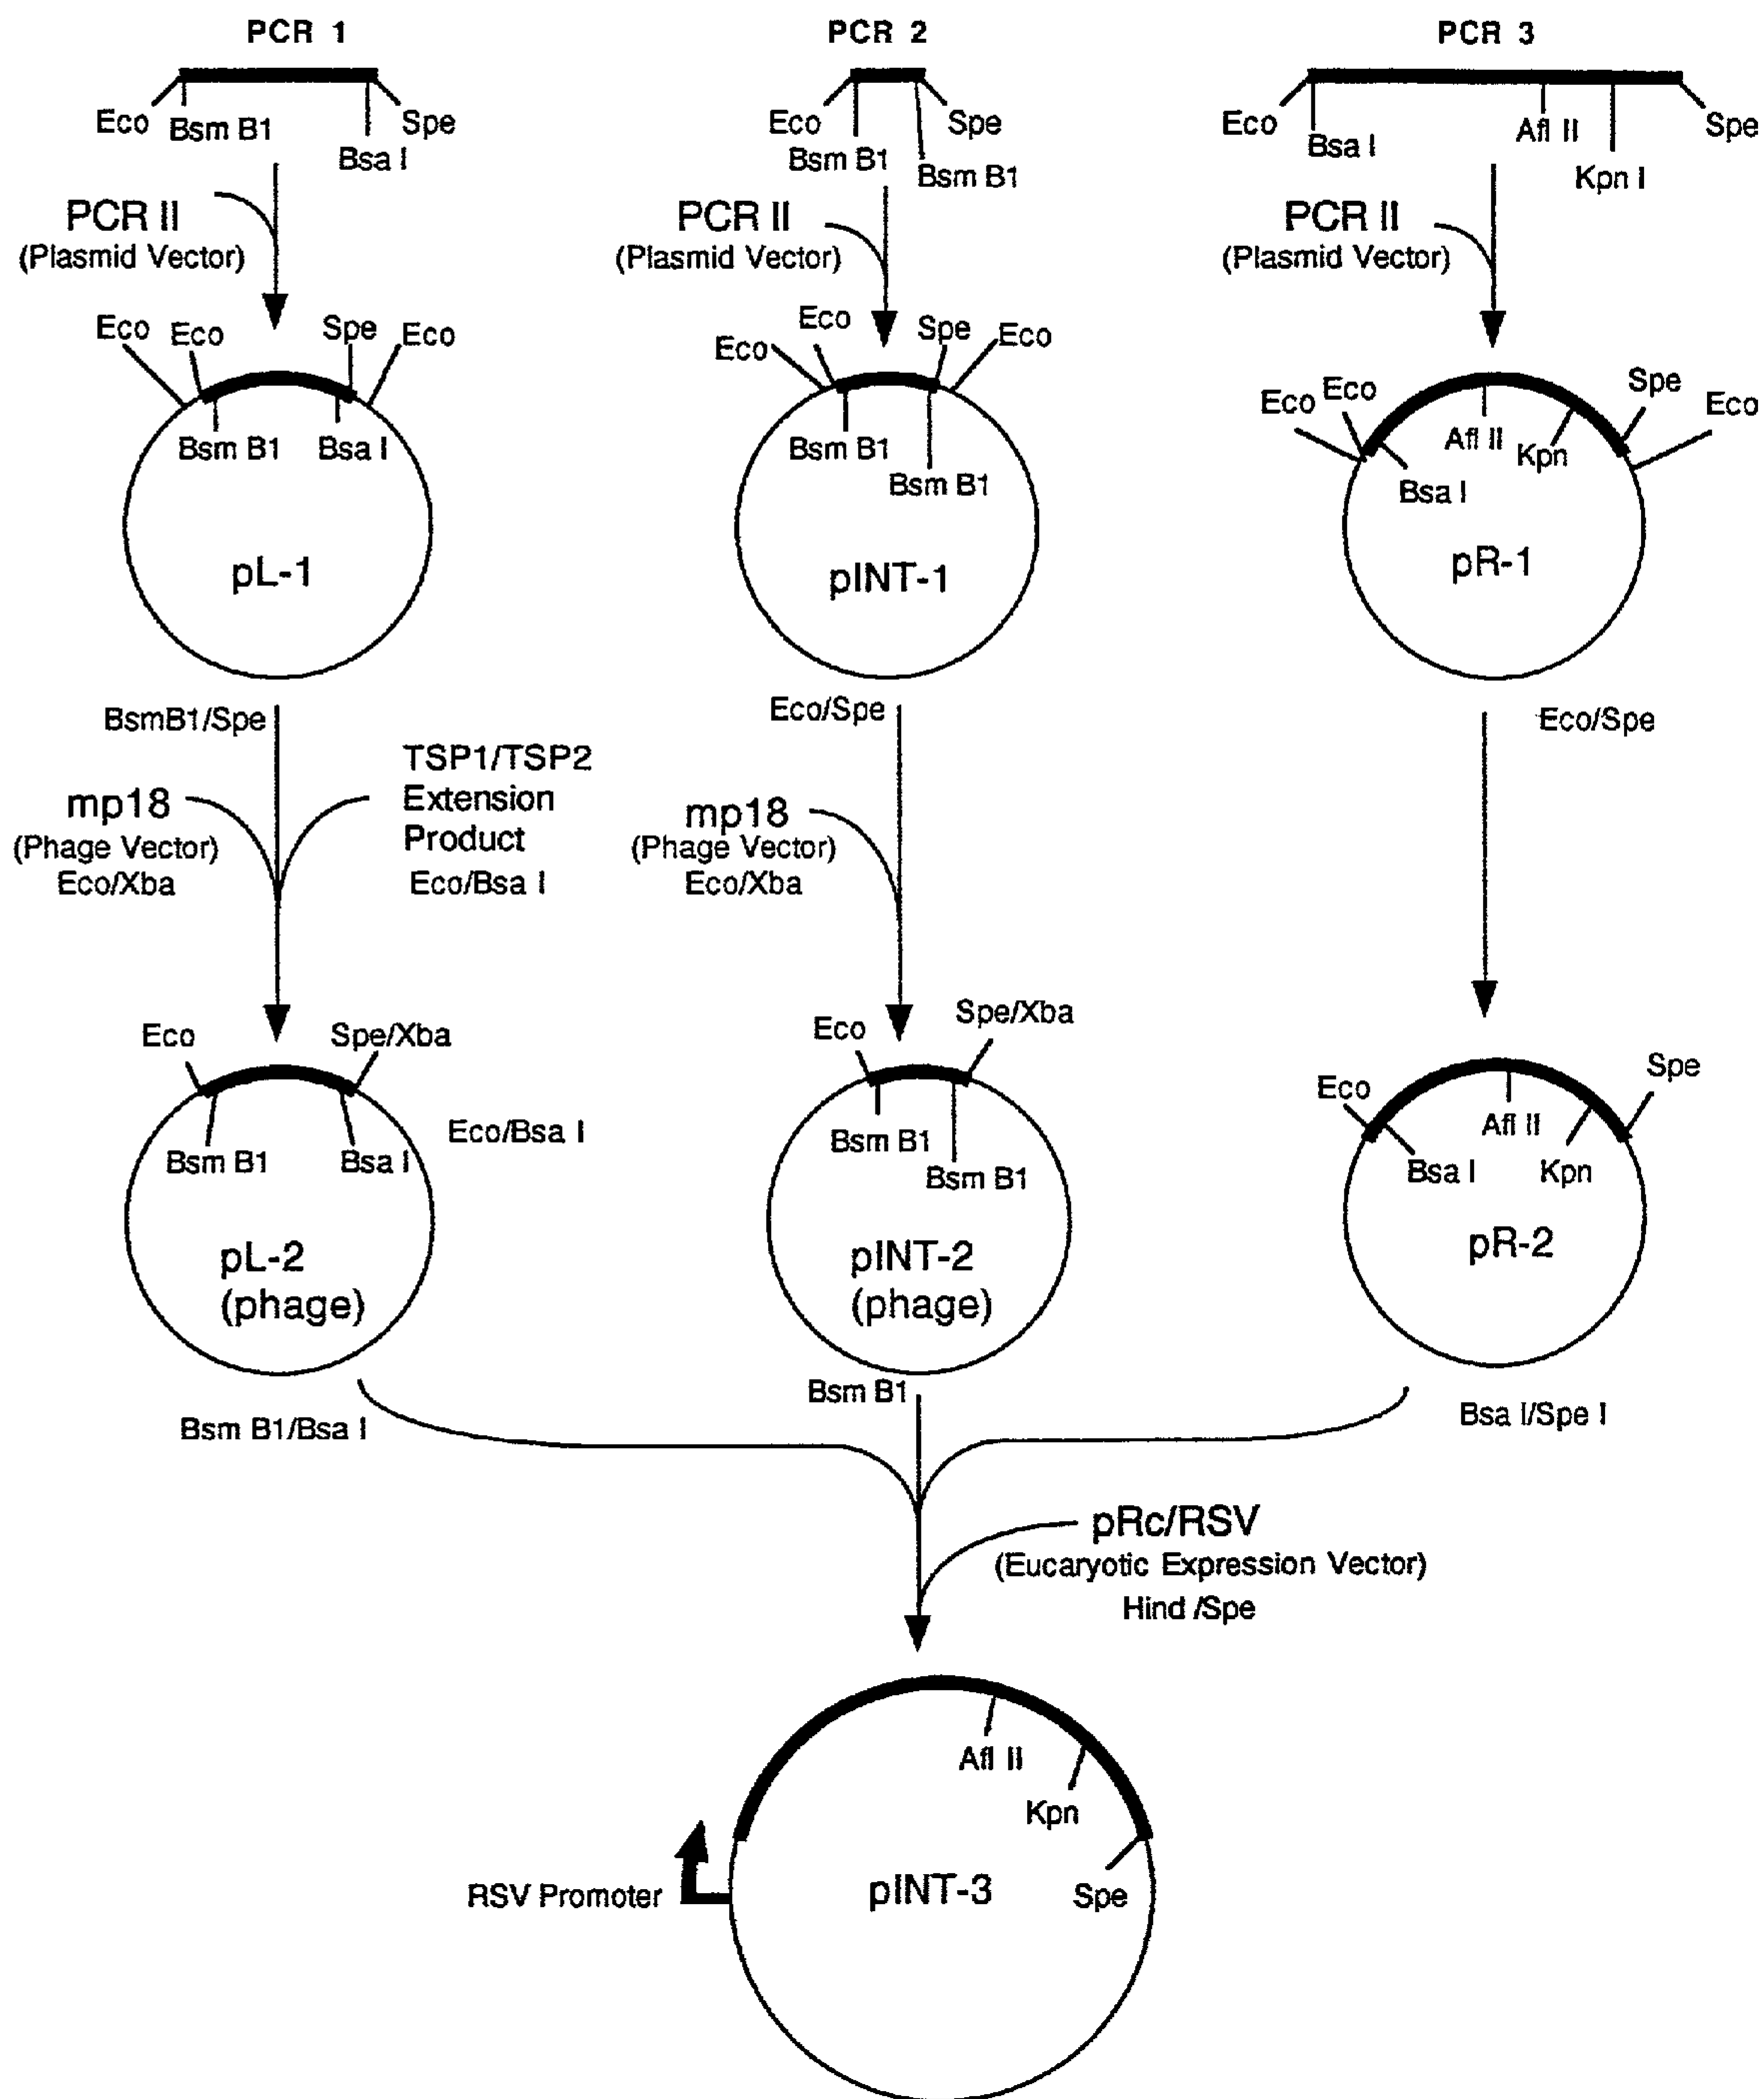 PCR 1
PCR 2
PCR 3
Eco
Bsm B1
Bsa I
Spe
Eco
Bsm B1
Bsm B1
Spe
Eco
Bsa I
Afl II
Kpn I
Spe
PCR II
(Plasmid Vector)
PCR II
(Plasmid Vector)
PCR II
(Plasmid Vector)
Eco
Eco
Spe
Eco
Bsm B1
Bsa I
pL-1
Eco
Eco
Spe
Eco
Bsm B1
Bsm B1
pINT-1
Eco
Eco
Spe
Eco
Afl II
Kpn
Bsa I
pR-1
BsmB1/Spe
mp18
(Phage Vector)
Eco/Xba
TSP1/TSP2
Extension
Product
Eco/Bsa I
Eco/Spe
mp18
(Phage Vector)
Eco/Xba
Eco/Spe
Eco
Spe/Xba
Bsm B1
Bsa I
Eco/Bsa I
pL-2
(phage)
Eco
Spe/Xba
Bsm B1
Bsm B1
pINT-2
(phage)
Eco
Spe
Afl II
Bsa I
Kpn
pR-2
Bsm B1/Bsa I
Bsm B1
Bsa I/Spe I
pRc/RSV
(Eucaryotic Expression Vector)
Hind /Spe
Afl II
Kpn
Spe
RSV Promoter
pINT-3